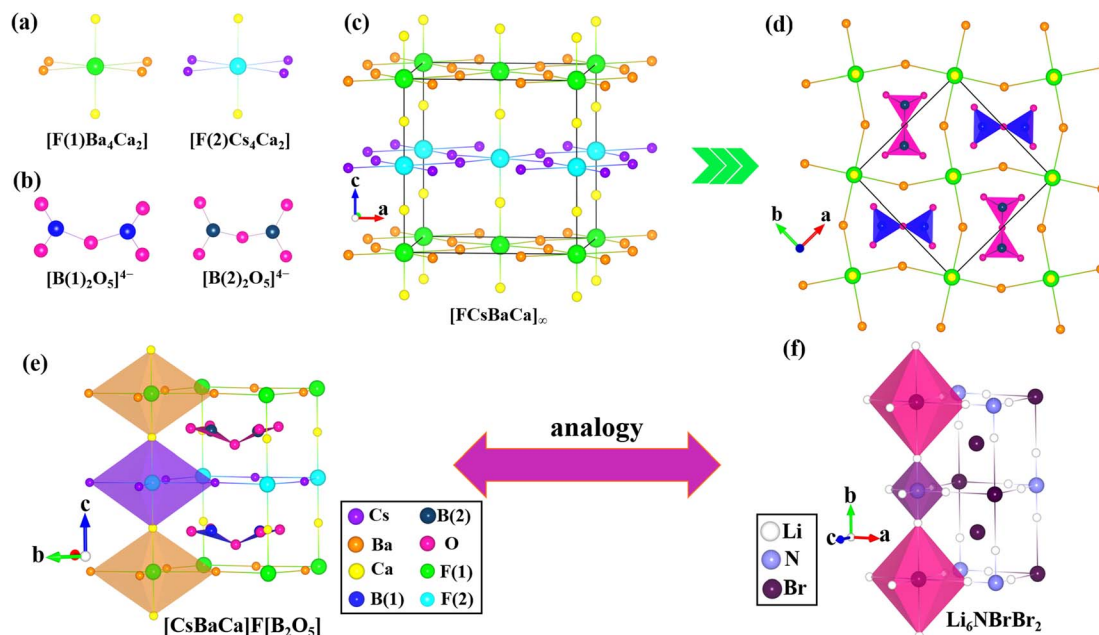 (a)
[F(1)Ba₄Ca₂]
[F(2)Cs₄Ca₂]
(b)
[B(1)₂O₅]⁴⁻
[B(2)₂O₅]⁴⁻
(c)
c
a
[FCsBaCa]∞
(d)
b
a
(e)
c
b
[CsBaCa]F[B₂O₅]
analogy
Cs
B(2)
Ba
O
Ca
F(1)
B(1)
F(2)
(f)
b
c
a
Li
N
Br
Li₆NBrBr₂